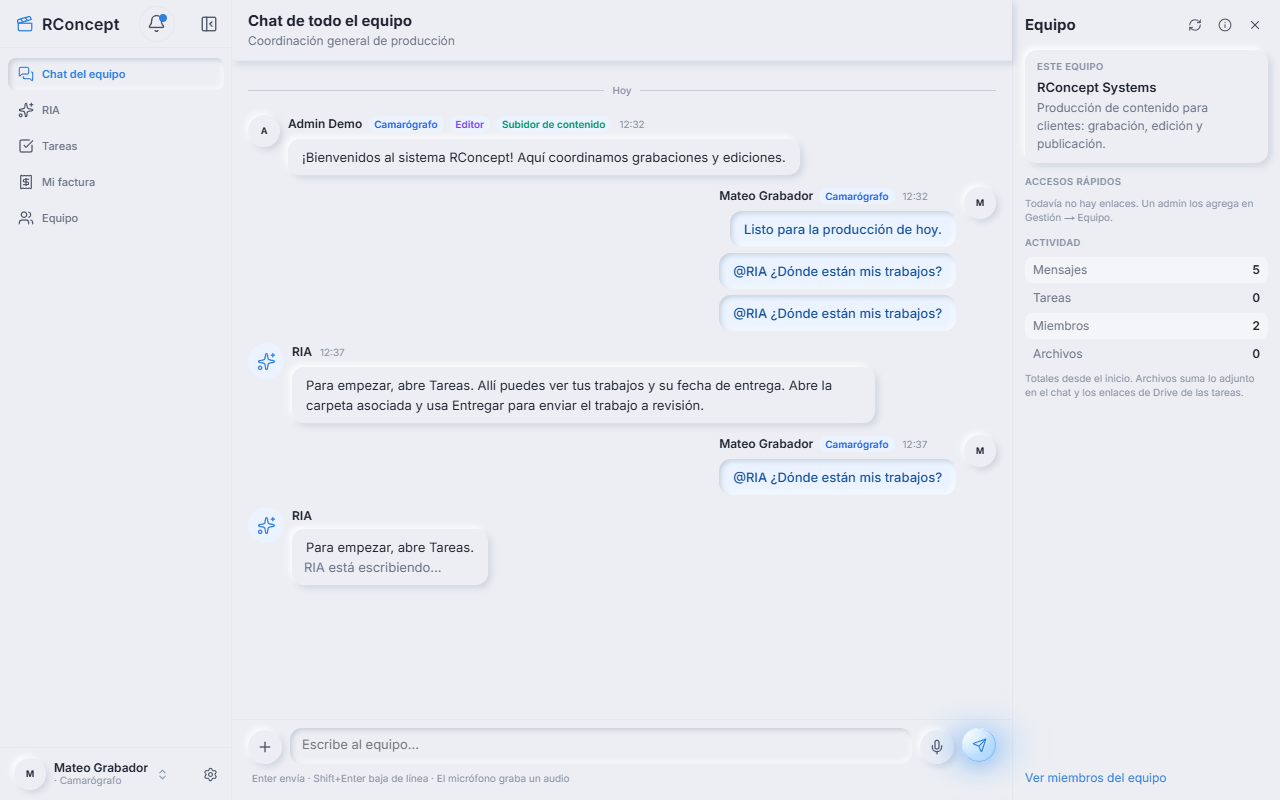 RConcept
Chat del equipo
RIA
Tareas
Mi factura
Equipo
M
Mateo Grabador
· Camarógrafo
Chat de todo el equipo
Coordinación general de producción
Hoy
A
Admin Demo Camarógrafo Editor Subidor de contenido 12:32
¡Bienvenidos al sistema RConcept! Aquí coordinamos grabaciones y ediciones.
Mateo Grabador Camarógrafo 12:32
M
Listo para la producción de hoy.
@RIA ¿Dónde están mis trabajos?
@RIA ¿Dónde están mis trabajos?
RIA 12:37
Para empezar, abre Tareas. Allí puedes ver tus trabajos y su fecha de entrega. Abre la
carpeta asociada y usa Entregar para enviar el trabajo a revisión.
Mateo Grabador Camarógrafo 12:37
M
@RIA ¿Dónde están mis trabajos?
RIA
Para empezar, abre Tareas.
RIA está escribiendo...
Escribe al equipo...
Enter envía · Shift+Enter baja de línea · El micrófono graba un audio
Equipo
ESTE EQUIPO
RConcept Systems
Producción de contenido para
clientes: grabación, edición y
publicación.
ACCESOS RÁPIDOS
Todavía no hay enlaces. Un admin los agrega en
Gestión → Equipo.
ACTIVIDAD
Mensajes 5
Tareas 0
Miembros 2
Archivos 0
Totales desde el inicio. Archivos suma lo adjunto
en el chat y los enlaces de Drive de las tareas.
Ver miembros del equipo